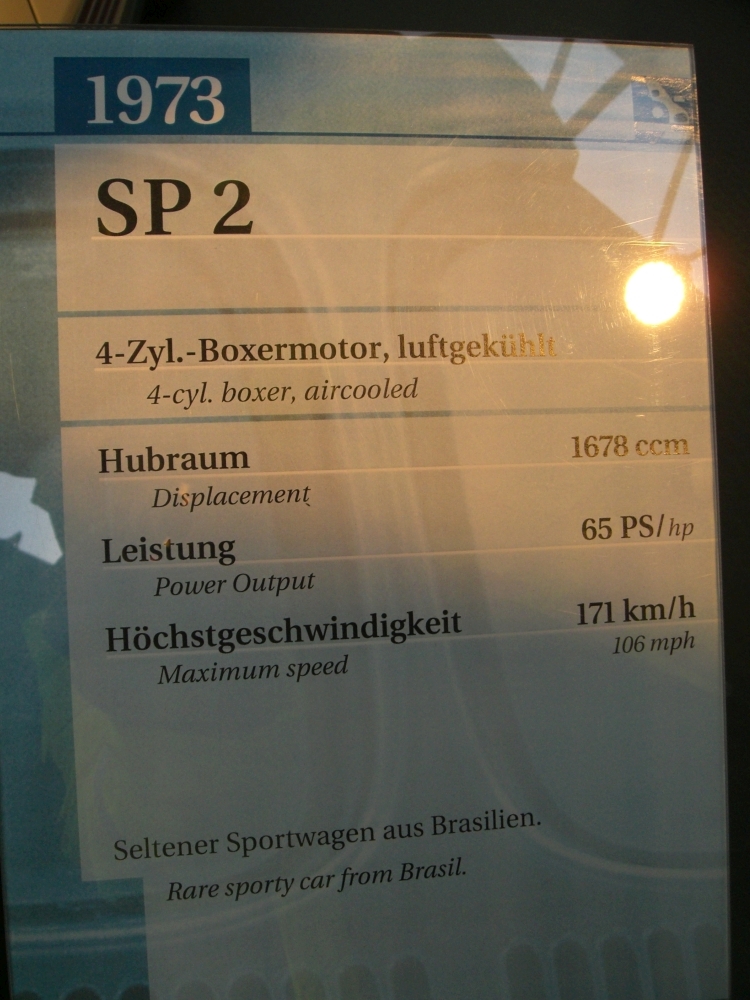 1973
SP 2
4-Zyl.-Boxermotor, luftgekühlt
4-cyl. boxer, aircooled
Hubraum 1678 ccm
Displacement
Leistung 65 PS/hp
Power Output
Höchstgeschwindigkeit 171 km/h
Maximum speed 106 mph
Seltener Sportwagen aus Brasilien.
Rare sporty car from Brasil.